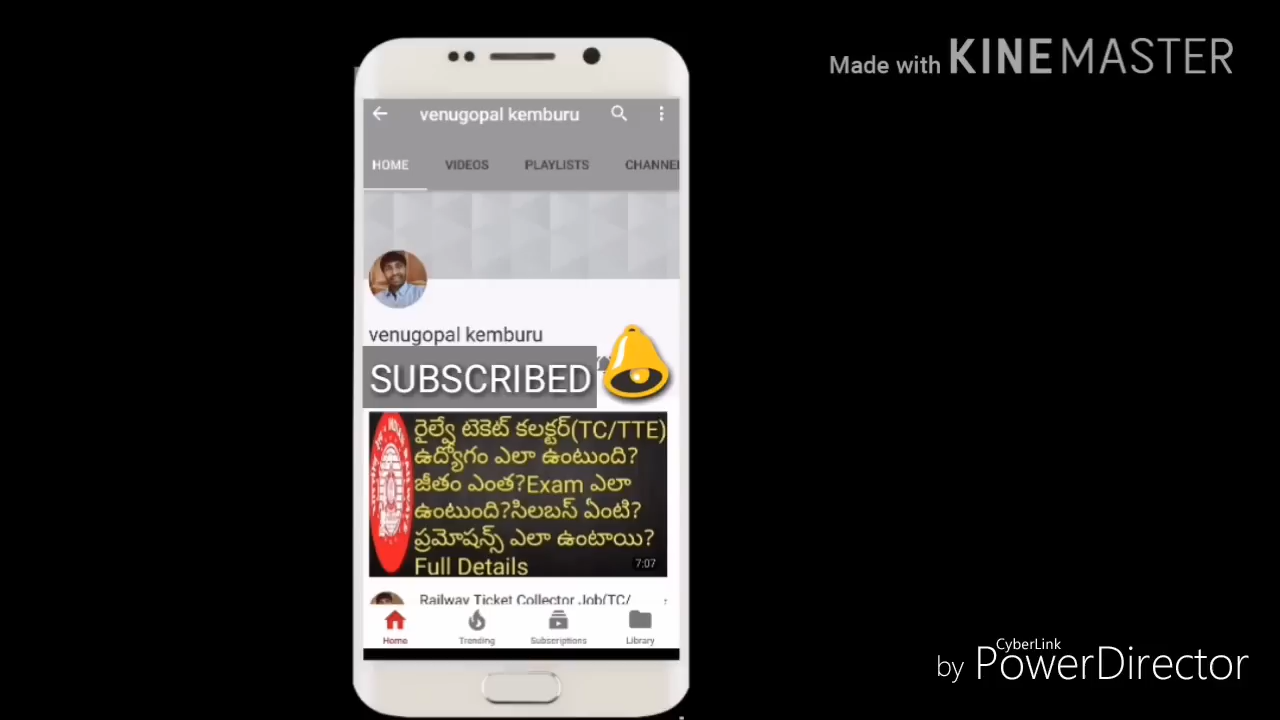 Made with KINEMASTER
venugopal kemburu
HOME VIDEOS PLAYLISTS CHANNEL
venugopal kemburu
SUBSCRIBED
రైల్వే టికెట్ కలక్టర్(TC/TTE)
ఉద్యోగం ఎలా ఉంటుంది?
జీతం ఎంత?Exam ఎలా
ఉంటుంది?సిలబస్ ఏంటి?
ప్రమోషన్స్ ఎలా ఉంటాయి?
Full Details
7:07
Railway Ticket Collector Job(TC/
Home Trending Subscriptions Library
CyberLink
by PowerDirector